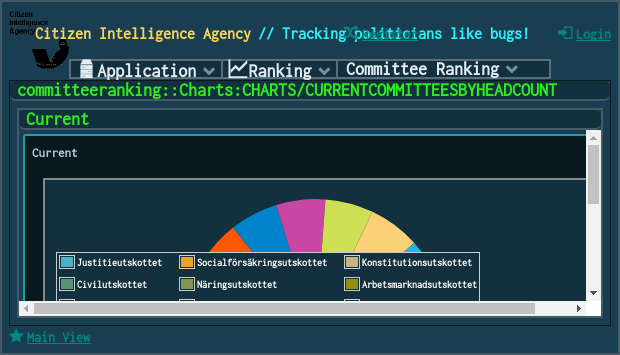 Citizen
Intelligence
Agency
Citizen Intelligence Agency // Tracking politicians like bugs!
Register
Login
Application
Ranking
Committee Ranking
committeeranking::Charts:CHARTS/CURRENTCOMMITTEESBYHEADCOUNT
Current
Current
Justitieutskottet Socialförsäkringsutskottet Konstitutionsutskottet
Civilutskottet Näringsutskottet Arbetsmarknadsutskottet
Main View